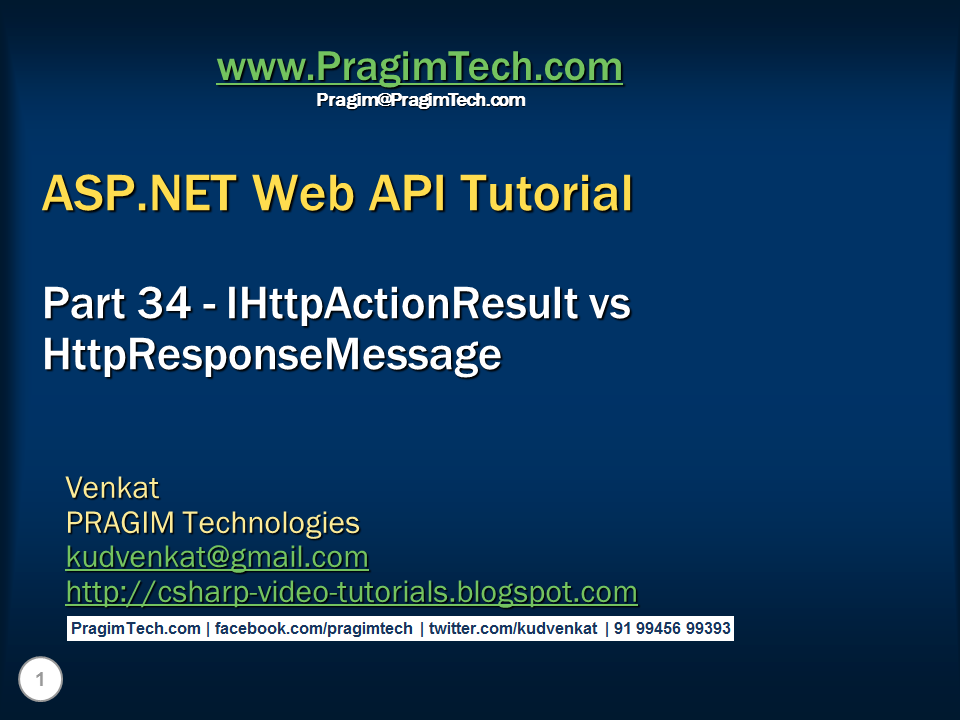 www.PragimTech.com
Pragim@PragimTech.com
ASP.NET Web API Tutorial
Part 34 - IHttpActionResult vs
HttpResponseMessage
Venkat
PRAGIM Technologies
kudvenkat@gmail.com
http://csharp-video-tutorials.blogspot.com
PragimTech.com | facebook.com/pragimtech | twitter.com/kudvenkat | 91 99456 99393
1